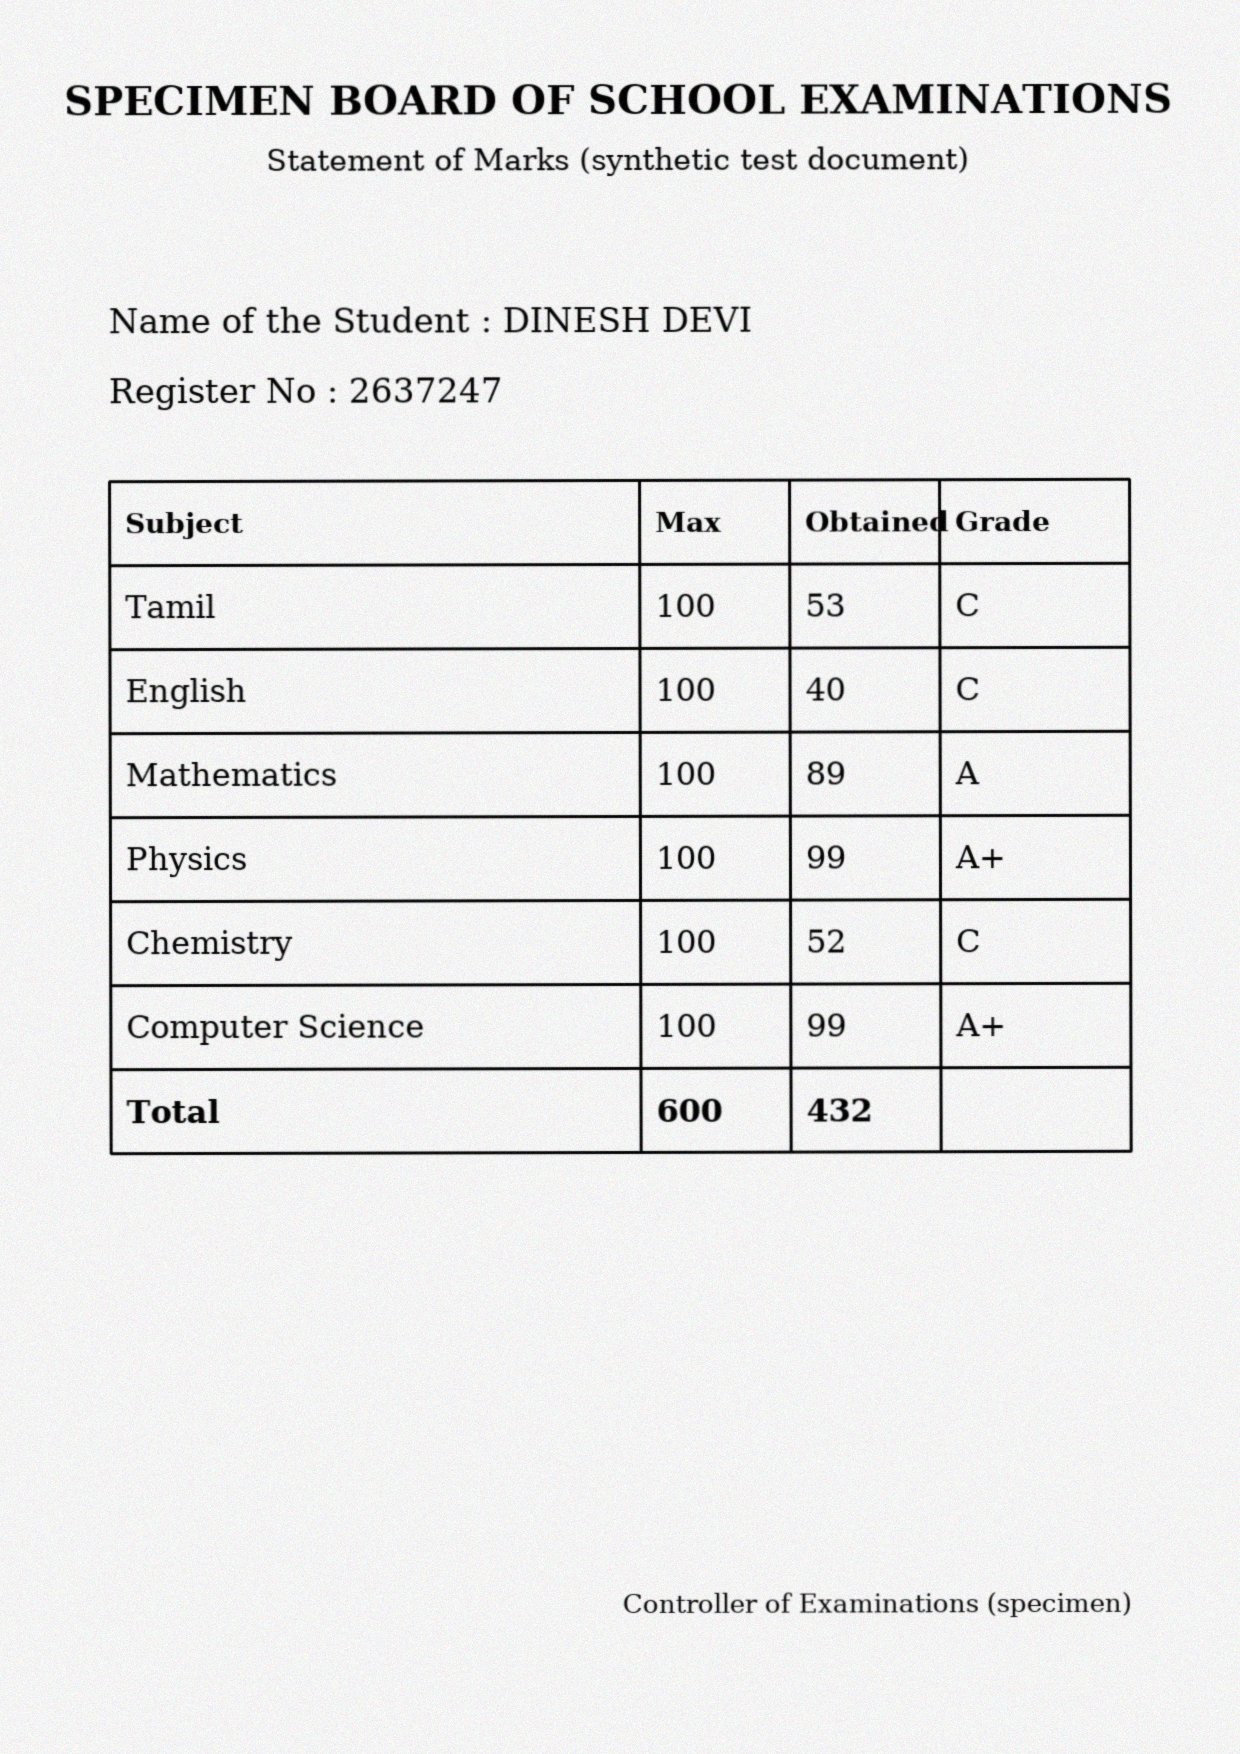 SPECIMEN BOARD OF SCHOOL EXAMINATIONS
Statement of Marks (synthetic test document)
Name of the Student : DINESH DEVI
Register No : 2637247
Subject Max Obtained Grade
Tamil 100 53 C
English 100 40 C
Mathematics 100 89 A
Physics 100 99 A+
Chemistry 100 52 C
Computer Science 100 99 A+
Total 600 432
Controller of Examinations (specimen)